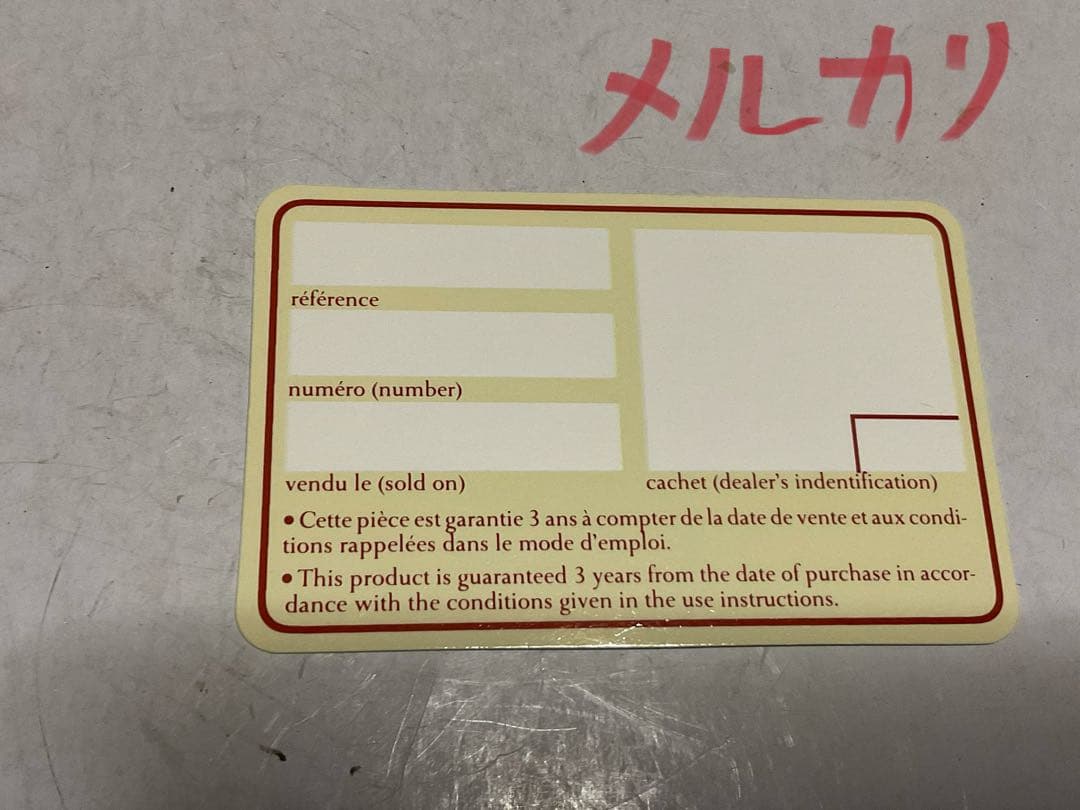 メルカリ
référence
numéro (number)
vendu le (sold on)
cachet (dealer's indentification)
• Cette pièce est garantie 3 ans à compter de la date de vente et aux condi-
tions rappelées dans le mode d'emploi.
• This product is guaranteed 3 years from the date of purchase in accor-
dance with the conditions given in the use instructions.